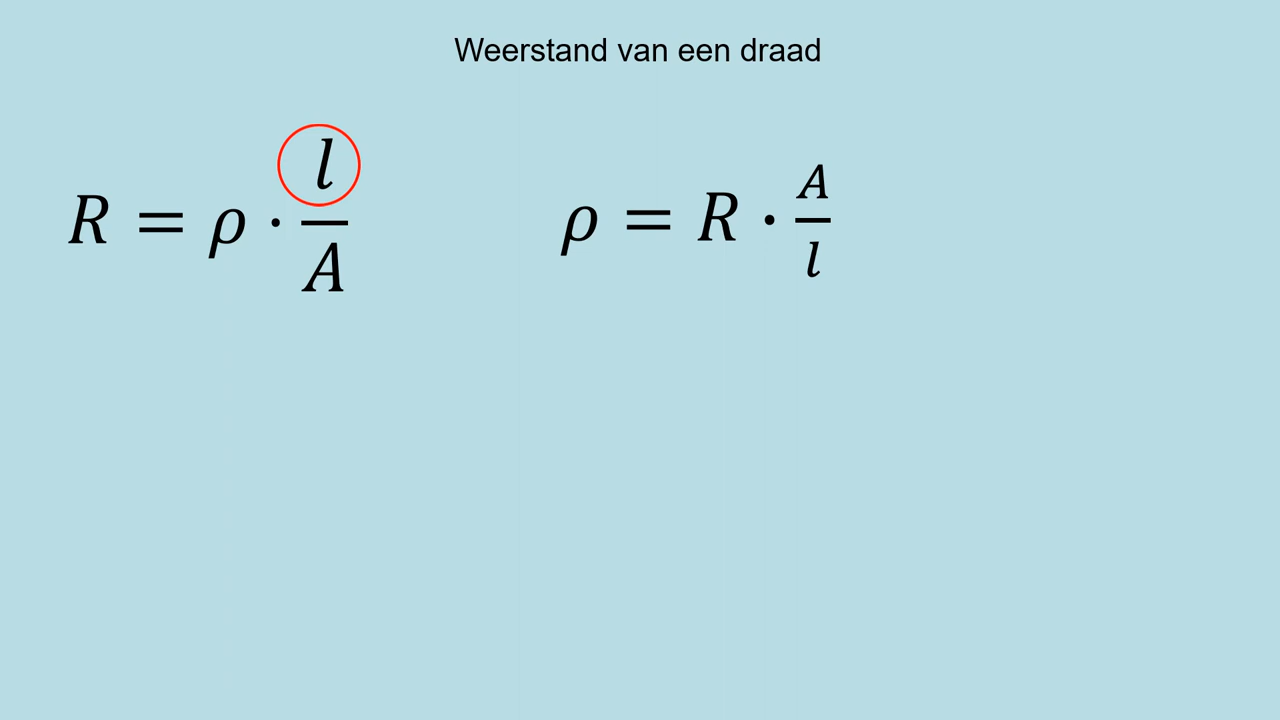 Weerstand van een draad
R = ρ · l/A
ρ = R · A/l